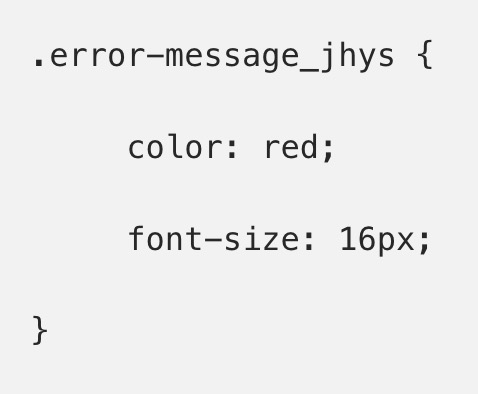 .error-message_jhys {
color: red;
font-size: 16px;
}